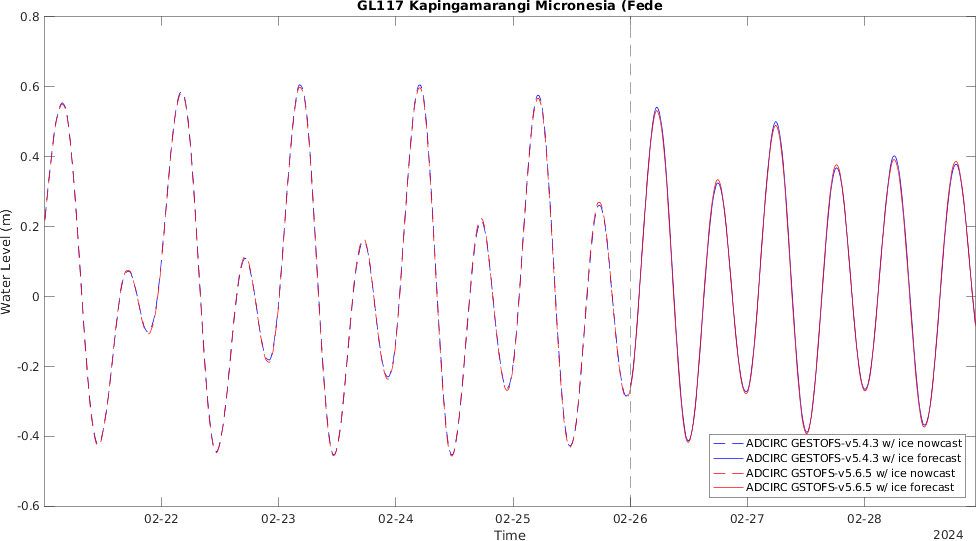 GL117 Kapingamarangi Micronesia (Fede
0.8
0.6
0.4
0.2
0
-0.2
-0.4
-0.6
Water Level (m)
02-22 02-23 02-24 02-25 02-26 02-27 02-28
Time
2024
ADCIRC GESTOFS-v5.4.3 w/ ice nowcast
ADCIRC GESTOFS-v5.4.3 w/ ice forecast
ADCIRC GSTOFS-v5.6.5 w/ ice nowcast
ADCIRC GSTOFS-v5.6.5 w/ ice forecast